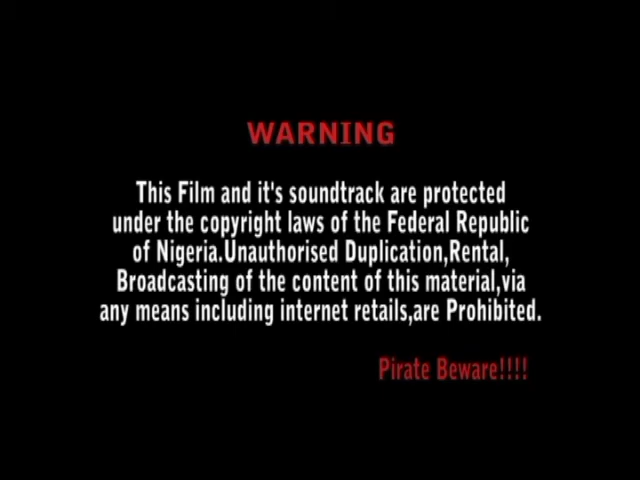 WARNING
This Film and it's soundtrack are protected
under the copyright laws of the Federal Republic
of Nigeria.Unauthorised Duplication,Rental,
Broadcasting of the content of this material,via
any means including internet retails,are Prohibited.
Pirate Beware!!!!